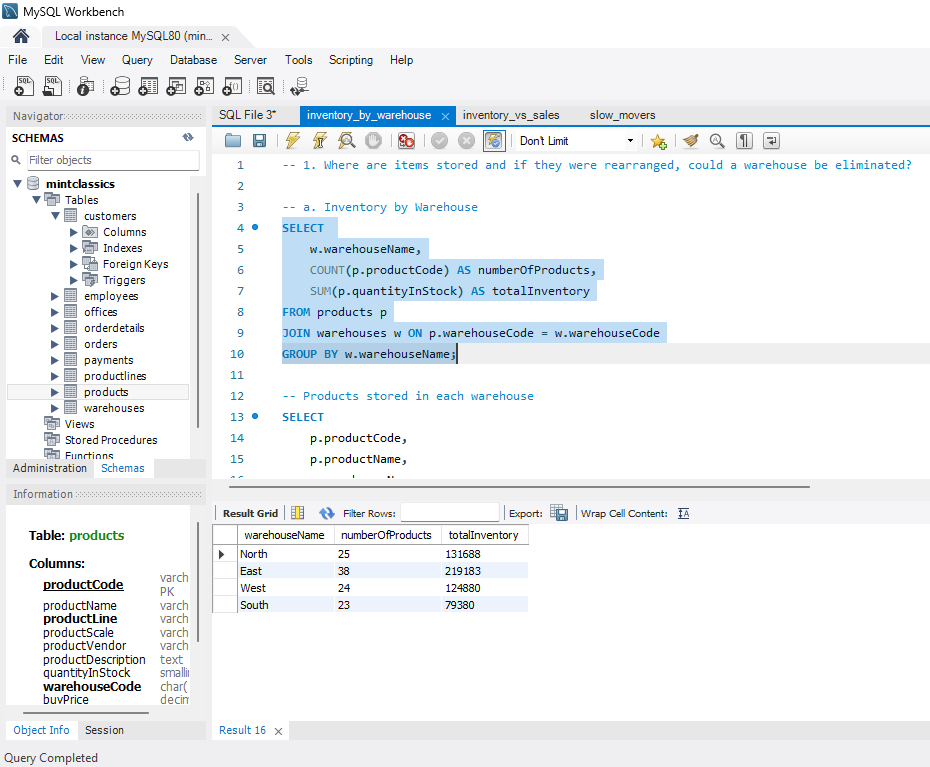 MySQL Workbench
Local instance MySQL80 (min...
File Edit View Query Database Server Tools Scripting Help
Navigator
SCHEMAS
Filter objects
mintclassics
Tables
customers
Columns
Indexes
Foreign Keys
Triggers
employees
offices
orderdetails
orders
payments
productlines
products
warehouses
Views
Stored Procedures
Functions
Administration Schemas
Information
Table: products
Columns:
productCode varch
PK
productName varch
productLine varch
productScale varch
productVendor varch
productDescription text
quantityInStock smalli
warehouseCode char(
buyPrice decim
Object Info Session
SQL File 3* inventory_by_warehouse inventory_vs_sales slow_movers
Don't Limit
1 -- 1. Where are items stored and if they were rearranged, could a warehouse be eliminated?
2
3 -- a. Inventory by Warehouse
4 SELECT
5 w.warehouseName,
6 COUNT(p.productCode) AS numberOfProducts,
7 SUM(p.quantityInStock) AS totalInventory
8 FROM products p
9 JOIN warehouses w ON p.warehouseCode = w.warehouseCode
10 GROUP BY w.warehouseName;
11
12 -- Products stored in each warehouse
13 SELECT
14 p.productCode,
15 p.productName,
Result Grid Filter Rows: Export: Wrap Cell Content:
warehouseName numberOfProducts totalInventory
North 25 131688
East 38 219183
West 24 124880
South 23 79380
Result 16
Query Completed